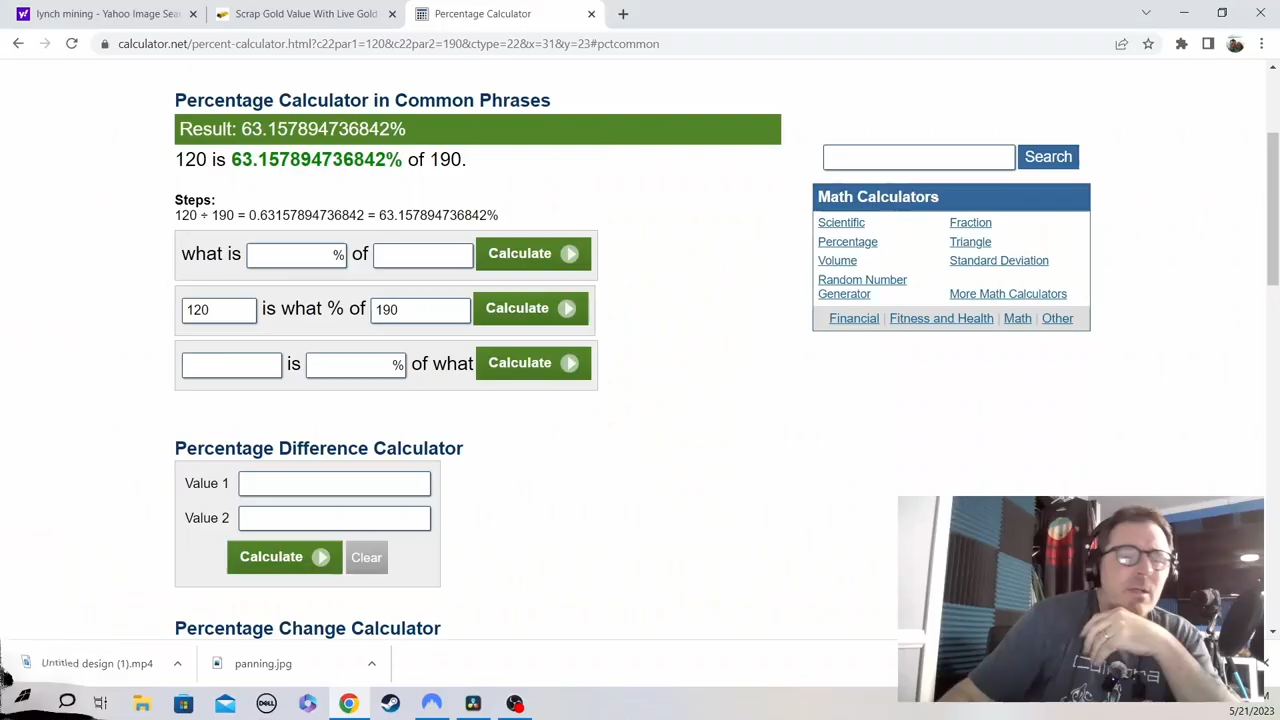 lynch mining - Yahoo Image Sea
Scrap Gold Value With Live Gold
Percentage Calculator
calculator.net/percent-calculator.html?c22par1=120&c22par2=190&ctype=22&x=31&y=23#pctcommon
Percentage Calculator in Common Phrases
Result: 63.157894736842%
120 is 63.157894736842% of 190.
Steps:
120 ÷ 190 = 0.63157894736842 = 63.157894736842%
what is % of Calculate
120 is what % of 190 Calculate
is % of what Calculate
Percentage Difference Calculator
Value 1
Value 2
Calculate Clear
Percentage Change Calculator
Search
Math Calculators
Scientific Fraction
Percentage Triangle
Volume Standard Deviation
Random Number
Generator More Math Calculators
Financial | Fitness and Health | Math | Other
Untitled design (1).mp4
panning.jpg
DELL
5/21/2023